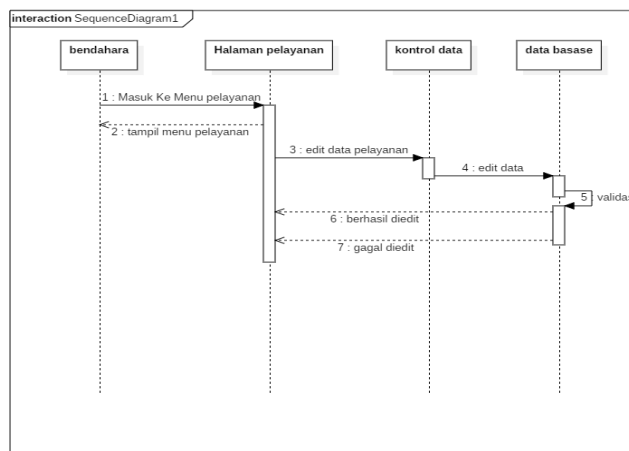 interaction SequenceDiagram1
bendahara
Halaman pelayanan
kontrol data
data basase
1 : Masuk Ke Menu pelayanan
2 : tampil menu pelayanan
3 : edit data pelayanan
4 : edit data
5 : validas
6 : berhasil diedit
7 : gagal diedit